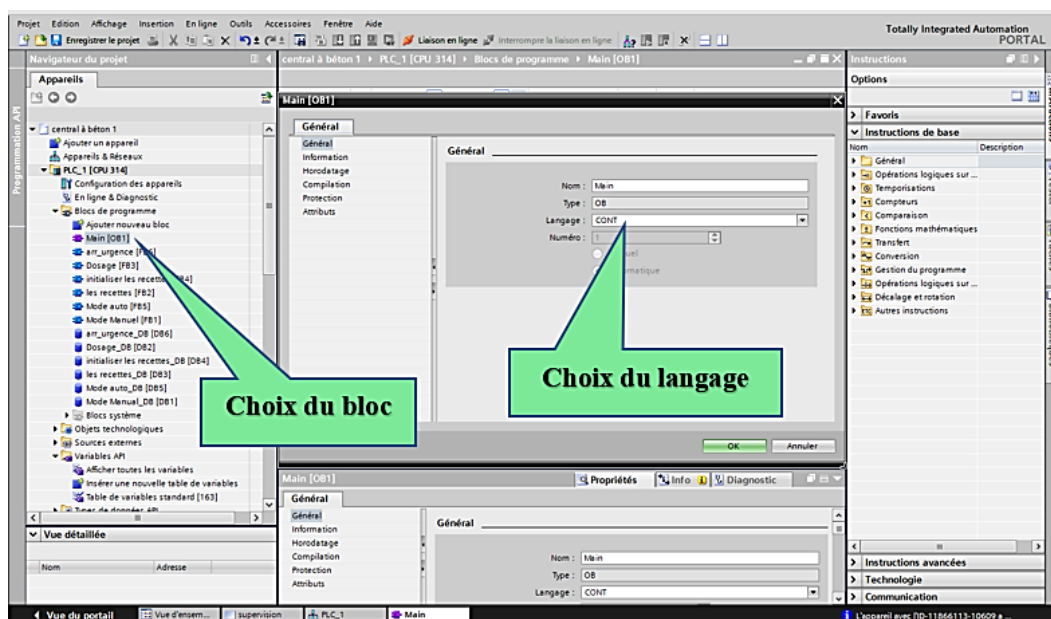 Projet Edition Affichage Insertion En ligne Outils Accessoires Fenêtre Aide
Totally Integrated Automation
PORTAL
Enregistrer le projet
Liaison en ligne
Interrompre la liaison en ligne
Navigateur du projet
central à béton 1 PLC_1 [CPU 314] Blocs de programme Main [OB1]
Instructions
Appareils
Options
Programmation API
central à béton 1
Ajouter un appareil
Appareils & Réseaux
PLC_1 [CPU 314]
Configuration des appareils
En ligne & Diagnostic
Blocs de programme
Ajouter nouveau bloc
Main [OB1]
arr_urgence
Dosage [FB3]
initialiser les recettes
les recettes [FB2]
Mode auto [FB5]
Mode Manuel [FB1]
arr_urgence_DB [DB6]
Dosage_DB [DB2]
initialiser les recettes_DB [DB4]
les recettes_DB [DB3]
Mode auto_DB [DB5]
Mode Manual_DB [DB1]
Blocs système
Objets technologiques
Sources externes
Variables API
Afficher toutes les variables
Insérer une nouvelle table de variables
Table de variables standard [163]
Types de données API
Vue détaillée
Nom Adresse
Main [OB1]
Général
Général
Information
Horodatage
Compilation
Protection
Attributs
Général
Nom : Main
Type : OB
Langage : CONT
Numéro : 1
Choix du bloc
Choix du langage
OK Annuler
Main [OB1]
Propriétés Info Diagnostic
Général
Général
Information
Horodatage
Compilation
Protection
Attributs
Général
Nom : Main
Type : OB
Langage : CONT
Favoris
Instructions de base
Nom Description
Général
Opérations logiques sur ...
Temporisations
Compteurs
Comparaison
Fonctions mathématiques
Transfert
Conversion
Gestion du programme
Opérations logiques sur ...
Décalage et rotation
Autres instructions
Instructions avancées
Technologie
Communication
Vue du portail Vue d'ensem... supervision PLC_1 Main
L'appareil avec l'ID-11866113-10609 a ...